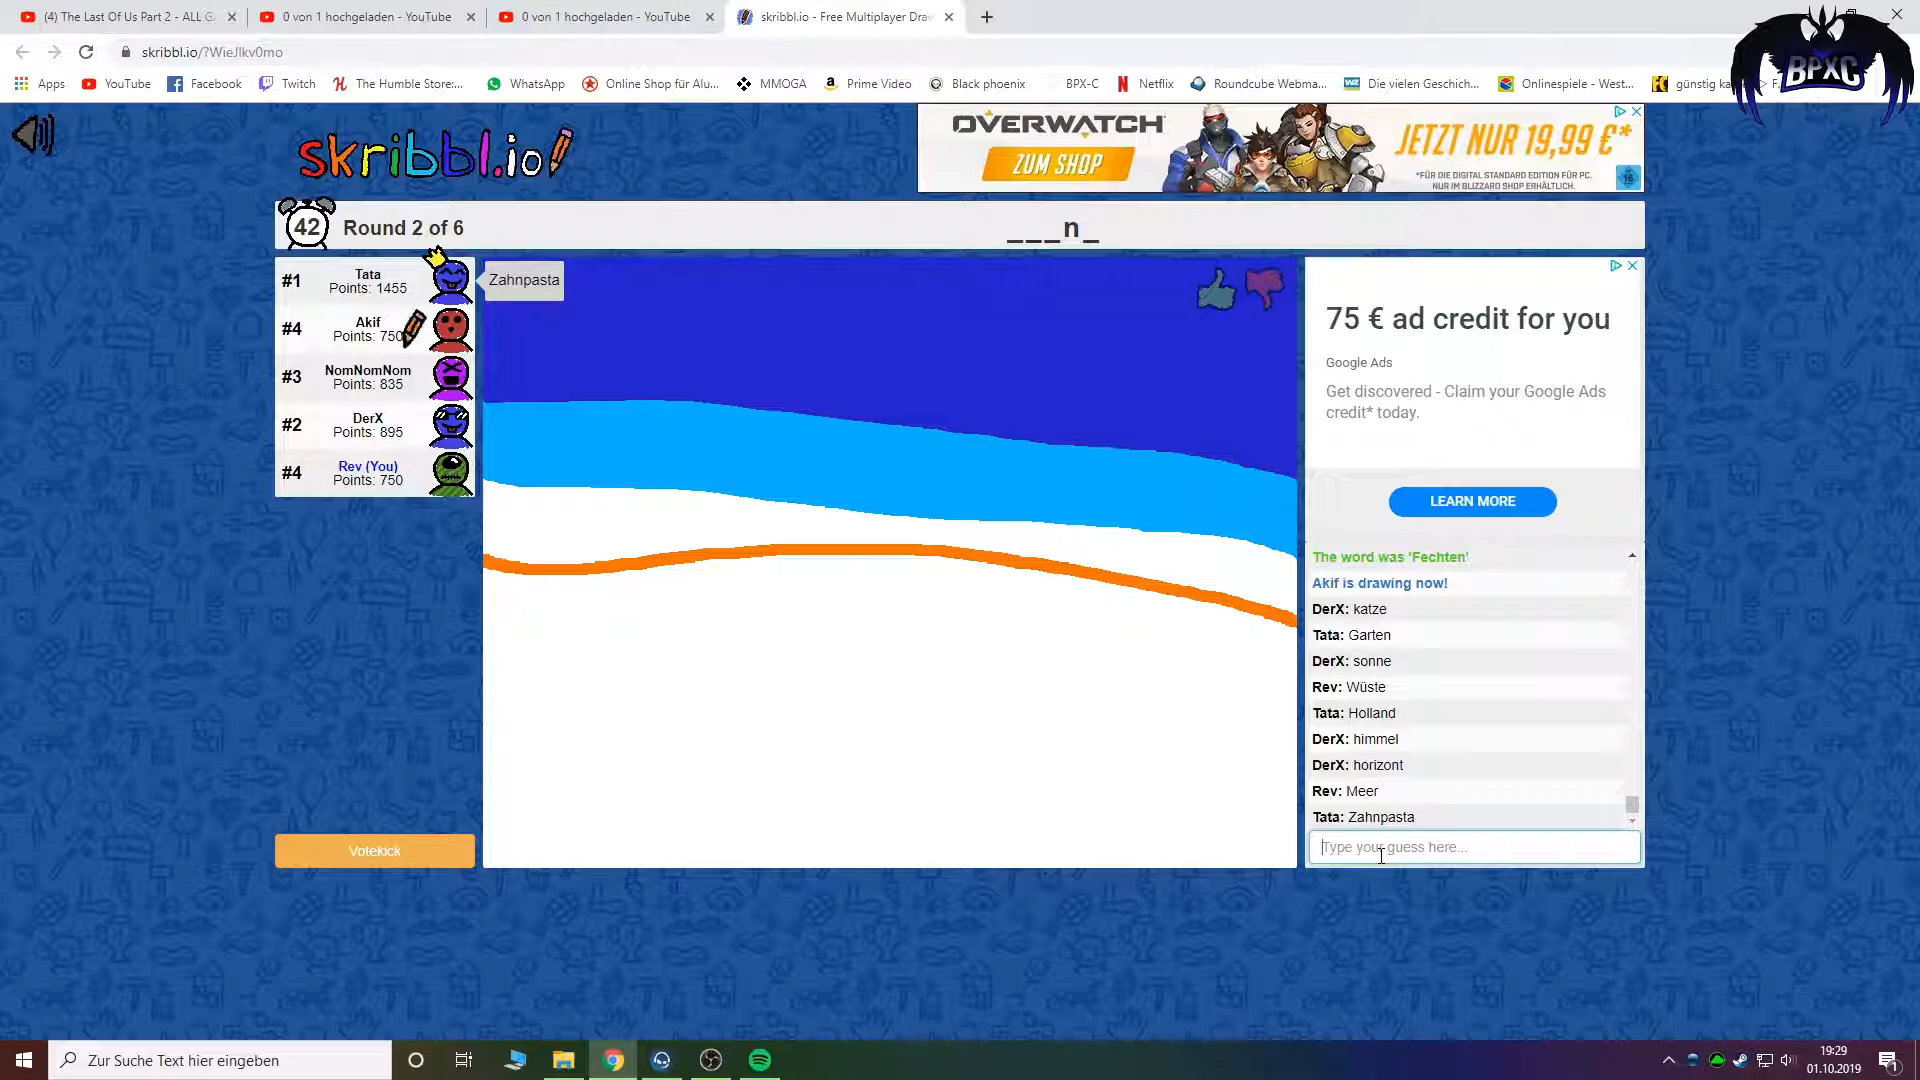 (4) The Last Of Us Part 2 - ALL G
0 von 1 hochgeladen - YouTube
0 von 1 hochgeladen - YouTube
skribbl.io - Free Multiplayer Draw
skribbl.io/?WieJlkv0mo
Apps
YouTube
Facebook
Twitch
The Humble Store:...
WhatsApp
Online Shop für Alu...
MMOGA
Prime Video
Black phoenix
BPX-C
Netflix
Roundcube Webma...
Die vielen Geschich...
Onlinespiele - West...
BPXC
skribbl.io
OVERWATCH
ZUM SHOP
JETZT NUR 19,99 €*
*FÜR DIE DIGITAL STANDARD EDITION FÜR PC.
NUR IM BLIZZARD SHOP ERHÄLTLICH.
16
42
Round 2 of 6
___n_
#1
Tata
Points: 1455
Zahnpasta
#4
Akif
Points: 750
#3
NomNomNom
Points: 835
#2
DerX
Points: 895
#4
Rev (You)
Points: 750
Votekick
75 € ad credit for you
Google Ads
Get discovered - Claim your Google Ads
credit* today.
LEARN MORE
The word was 'Fechten'
Akif is drawing now!
DerX: katze
Tata: Garten
DerX: sonne
Rev: Wüste
Tata: Holland
DerX: himmel
DerX: horizont
Rev: Meer
Tata: Zahnpasta
Type your guess here...
Zur Suche Text hier eingeben
19:29
01.10.2019
1